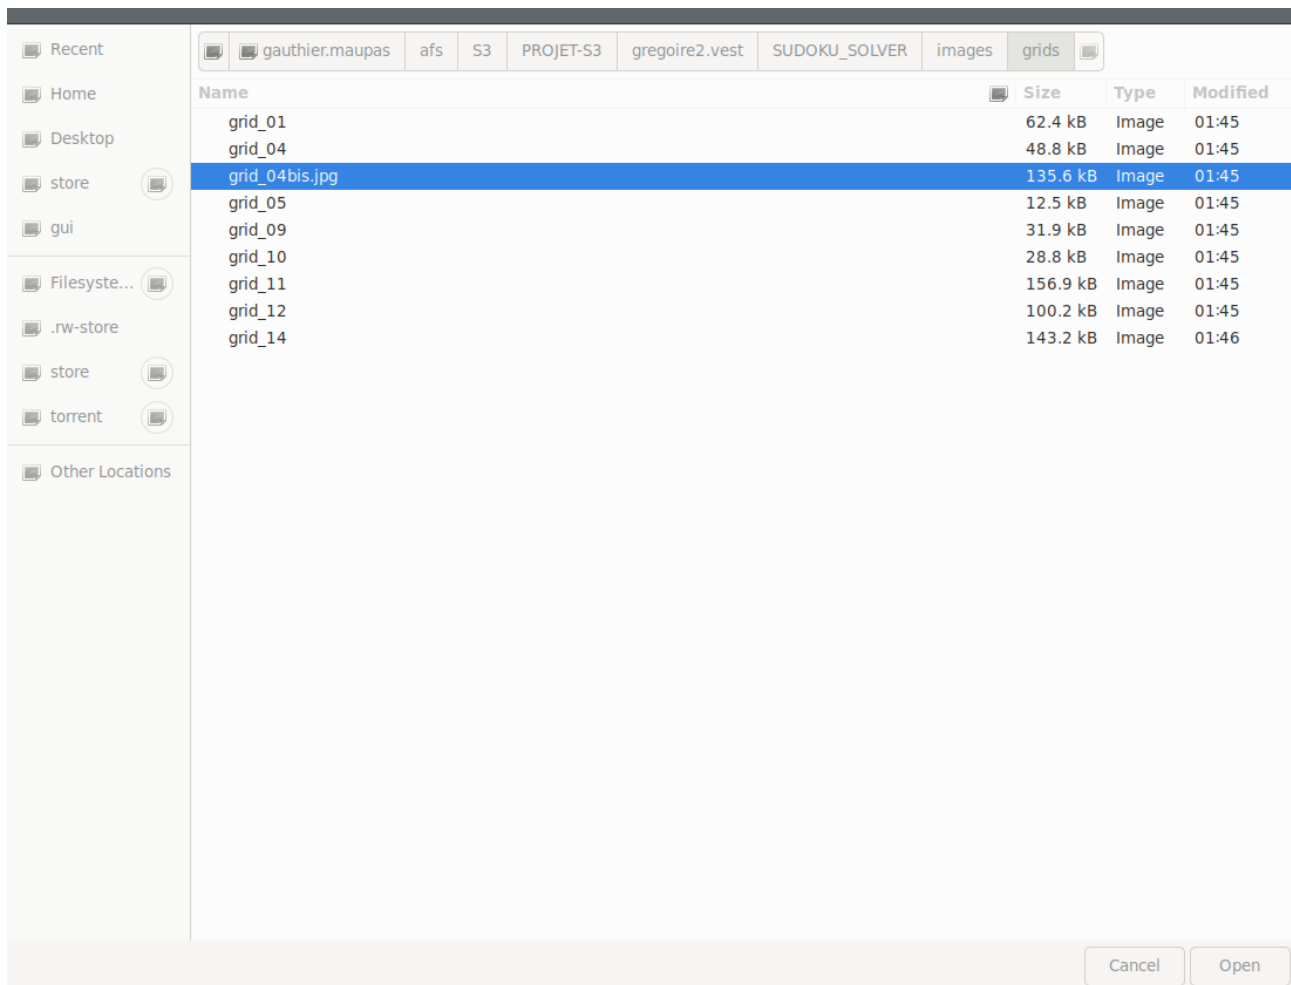 Recent
Home
Desktop
store
gui
Filesyste...
.rw-store
store
torrent
Other Locations
gauthier.maupas afs S3 PROJET-S3 gregoire2.vest SUDOKU_SOLVER images grids
Name Size Type Modified
grid_01 62.4 kB Image 01:45
grid_04 48.8 kB Image 01:45
grid_04bis.jpg 135.6 kB Image 01:45
grid_05 12.5 kB Image 01:45
grid_09 31.9 kB Image 01:45
grid_10 28.8 kB Image 01:45
grid_11 156.9 kB Image 01:45
grid_12 100.2 kB Image 01:45
grid_14 143.2 kB Image 01:46
Cancel Open